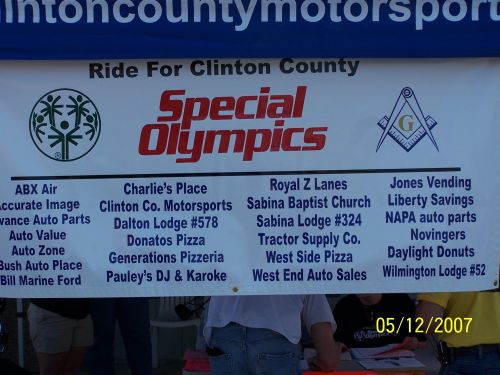 intoncountymotorsport
Ride For Clinton County
Special
Olympics
G
ABX Air
Accurate Image
vance Auto Parts
Auto Value
Auto Zone
Bush Auto Place
Bill Marine Ford
Charlie's Place
Clinton Co. Motorsports
Dalton Lodge #578
Donatos Pizza
Generations Pizzeria
Pauley's DJ & Karoke
Royal Z Lanes
Sabina Baptist Church
Sabina Lodge #324
Tractor Supply Co.
West Side Pizza
West End Auto Sales
Jones Vending
Liberty Savings
NAPA auto parts
Novingers
Daylight Donuts
Wilmington Lodge #52
05/12/2007